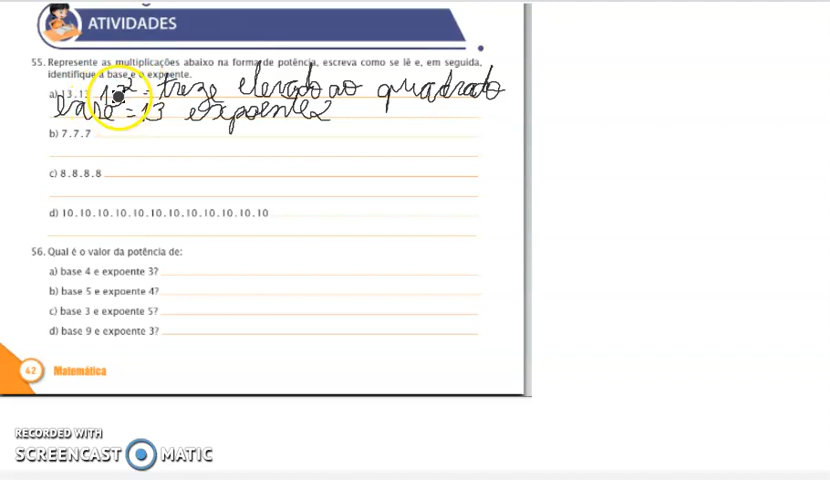 ATIVIDADES
55. Represente as multiplicações abaixo na forma de potência, escreva como se lê e, em seguida,
identifique a base e o expoente.
a) 13.13 13² = treze elevado ao quadrado
base = 13 expoente 2
b) 7.7.7
c) 8.8.8.8
d) 10.10.10.10.10.10.10.10.10.10.10.10
56. Qual é o valor da potência de:
a) base 4 e expoente 3?
b) base 5 e expoente 4?
c) base 3 e expoente 5?
d) base 9 e expoente 3?
42 Matemática
RECORDED WITH
SCREENCAST MATIC